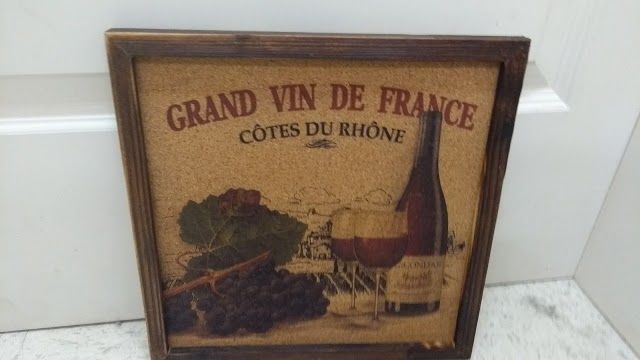 GRAND VIN DE FRANCE
CÔTES DU RHÔNE